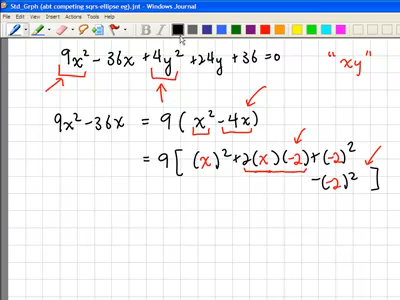 Std_Grph (abt competing sqrs-ellipse eg).jnt - Windows Journal
File Edit View Insert Actions Tools Help
9x² - 36x + 4y² + 24y + 36 = 0 "xy"
9x² - 36x = 9 ( x² - 4x )
= 9 [ (x)² + 2(x)(-2) + (-2)²
- (-2)² ]